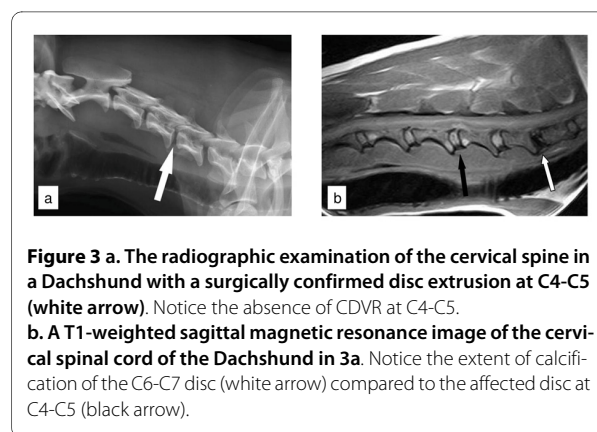 a
b
Figure 3 a. The radiographic examination of the cervical spine in
a Dachshund with a surgically confirmed disc extrusion at C4-C5
(white arrow). Notice the absence of CDVR at C4-C5.
b. A T1-weighted sagittal magnetic resonance image of the cervi-
cal spinal cord of the Dachshund in 3a. Notice the extent of calcifi-
cation of the C6-C7 disc (white arrow) compared to the affected disc at
C4-C5 (black arrow).